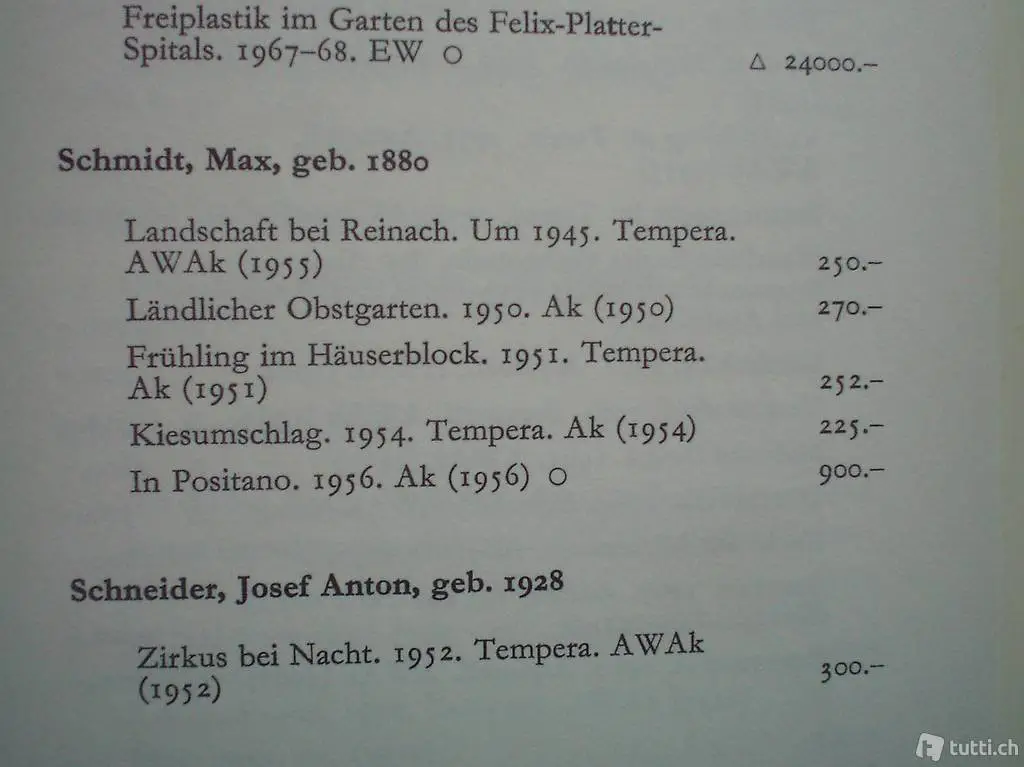 Freiplastik im Garten des Felix-Platter-
Spitals. 1967–68. EW ○ △ 24000.–
Schmidt, Max, geb. 1880
Landschaft bei Reinach. Um 1945. Tempera.
AWAk (1955) 250.–
Ländlicher Obstgarten. 1950. Ak (1950) 270.–
Frühling im Häuserblock. 1951. Tempera.
Ak (1951) 252.–
Kiesumschlag. 1954. Tempera. Ak (1954) 225.–
In Positano. 1956. Ak (1956) ○ 900.–
Schneider, Josef Anton, geb. 1928
Zirkus bei Nacht. 1952. Tempera. AWAk
(1952) 300.–
tutti.ch